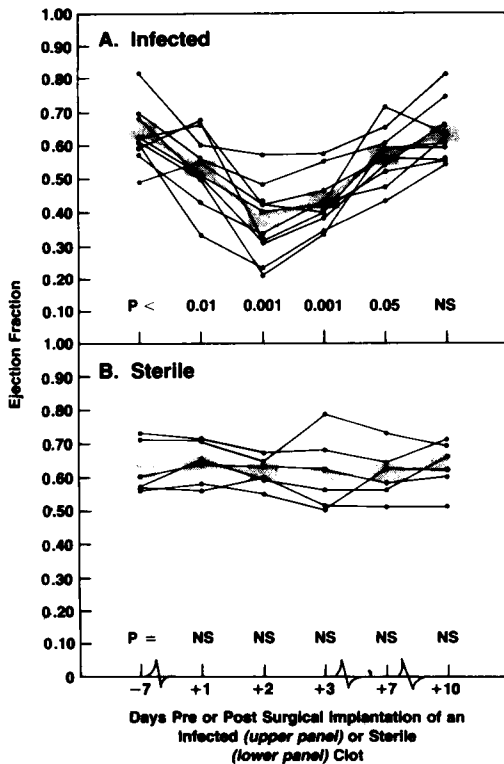 1.00
A. Infected
0.90
0.80
0.70
0.60
0.50
0.40
0.30
0.20
P < 0.01 0.001 0.001 0.05 NS
0.10
Ejection Fraction
1.00
B. Sterile
0.90
0.80
0.70
0.60
0.50
0.40
0.30
0.20
P = NS NS NS NS NS
0.10
0
−7 +1 +2 +3 +7 +10
Days Pre or Post Surgical Implantation of an
Infected (upper panel) or Sterile
(lower panel) Clot